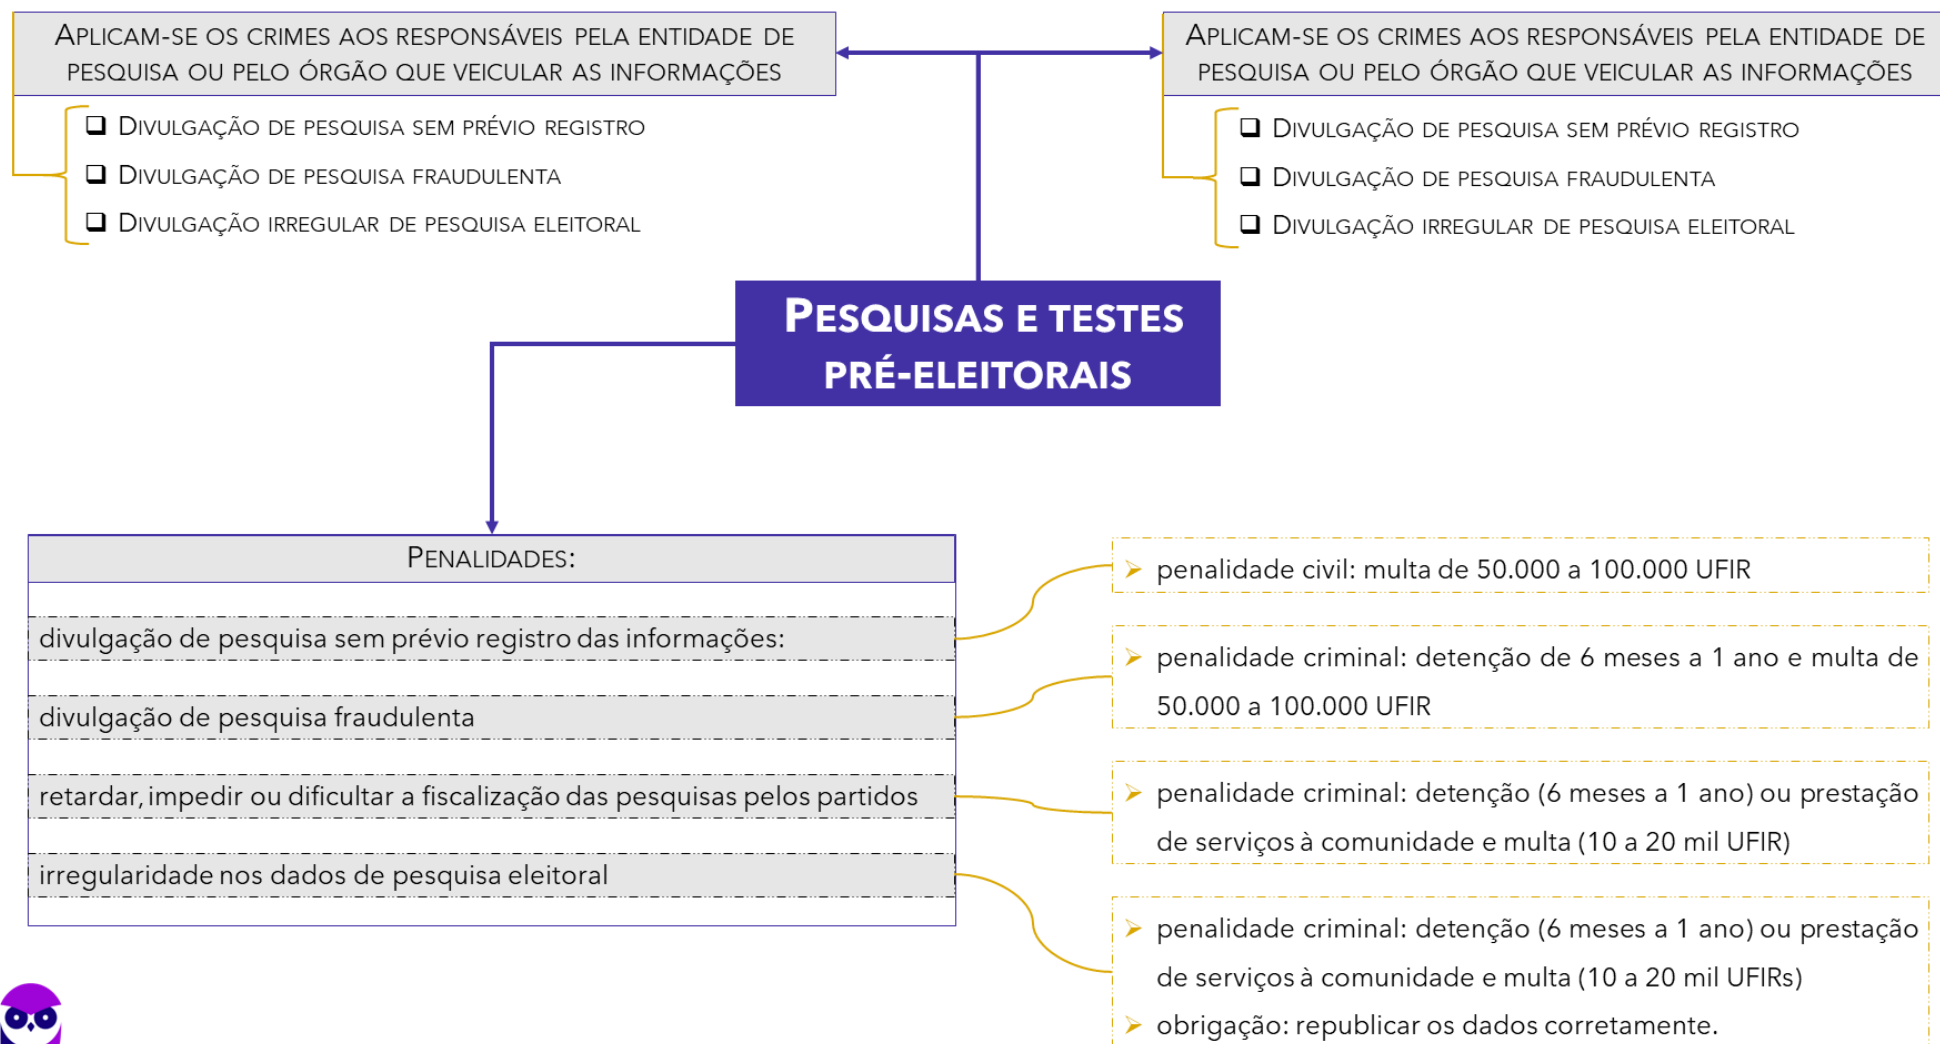 APLICAM-SE OS CRIMES AOS RESPONSÁVEIS PELA ENTIDADE DE
PESQUISA OU PELO ÓRGÃO QUE VEICULAR AS INFORMAÇÕES
DIVULGAÇÃO DE PESQUISA SEM PRÉVIO REGISTRO
DIVULGAÇÃO DE PESQUISA FRAUDULENTA
DIVULGAÇÃO IRREGULAR DE PESQUISA ELEITORAL
APLICAM-SE OS CRIMES AOS RESPONSÁVEIS PELA ENTIDADE DE
PESQUISA OU PELO ÓRGÃO QUE VEICULAR AS INFORMAÇÕES
DIVULGAÇÃO DE PESQUISA SEM PRÉVIO REGISTRO
DIVULGAÇÃO DE PESQUISA FRAUDULENTA
DIVULGAÇÃO IRREGULAR DE PESQUISA ELEITORAL
PESQUISAS E TESTES
PRÉ-ELEITORAIS
PENALIDADES:
divulgação de pesquisa sem prévio registro das informações:
divulgação de pesquisa fraudulenta
retardar, impedir ou dificultar a fiscalização das pesquisas pelos partidos
irregularidade nos dados de pesquisa eleitoral
penalidade civil: multa de 50.000 a 100.000 UFIR
penalidade criminal: detenção de 6 meses a 1 ano e multa de
50.000 a 100.000 UFIR
penalidade criminal: detenção (6 meses a 1 ano) ou prestação
de serviços à comunidade e multa (10 a 20 mil UFIR)
penalidade criminal: detenção (6 meses a 1 ano) ou prestação
de serviços à comunidade e multa (10 a 20 mil UFIRs)
obrigação: republicar os dados corretamente.